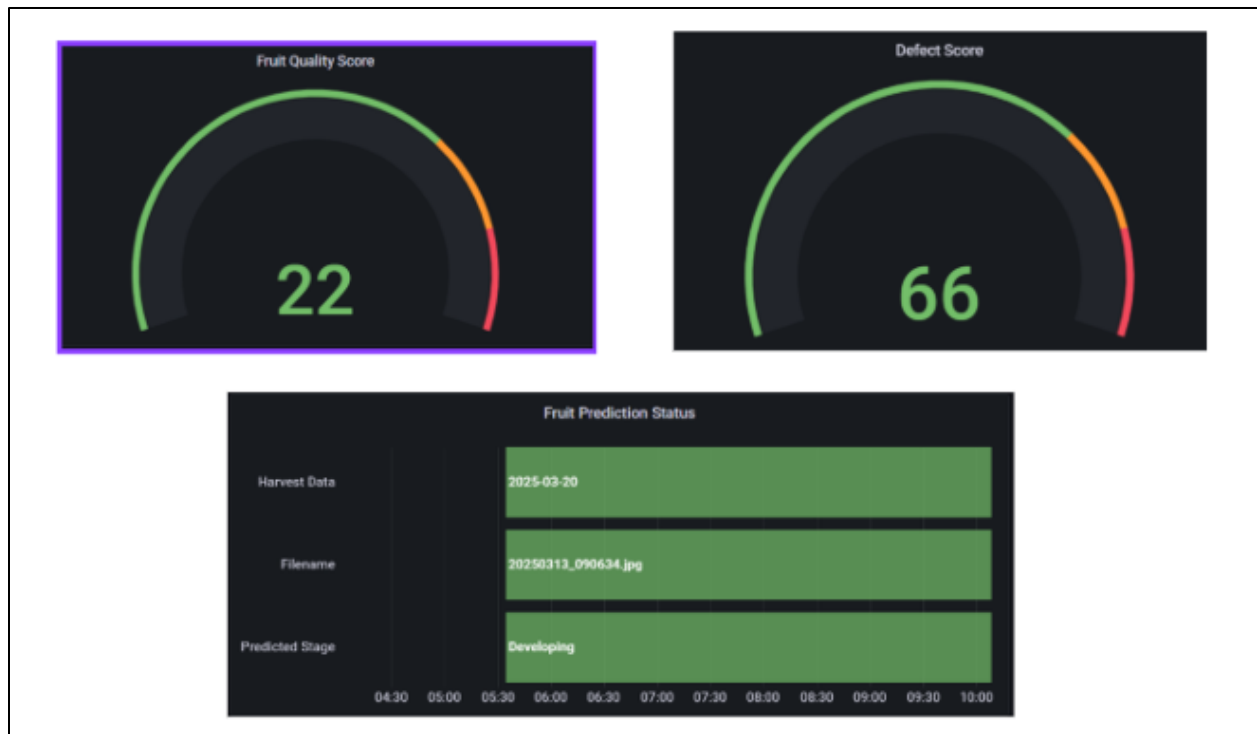 Fruit Quality Score
22
Defect Score
66
Fruit Prediction Status
Harvest Data
2025-03-20
Filename
20250313_090634.jpg
Predicted Stage
Developing
04:30 05:00 05:30 06:00 06:30 07:00 07:30 08:00 08:30 09:00 09:30 10:00